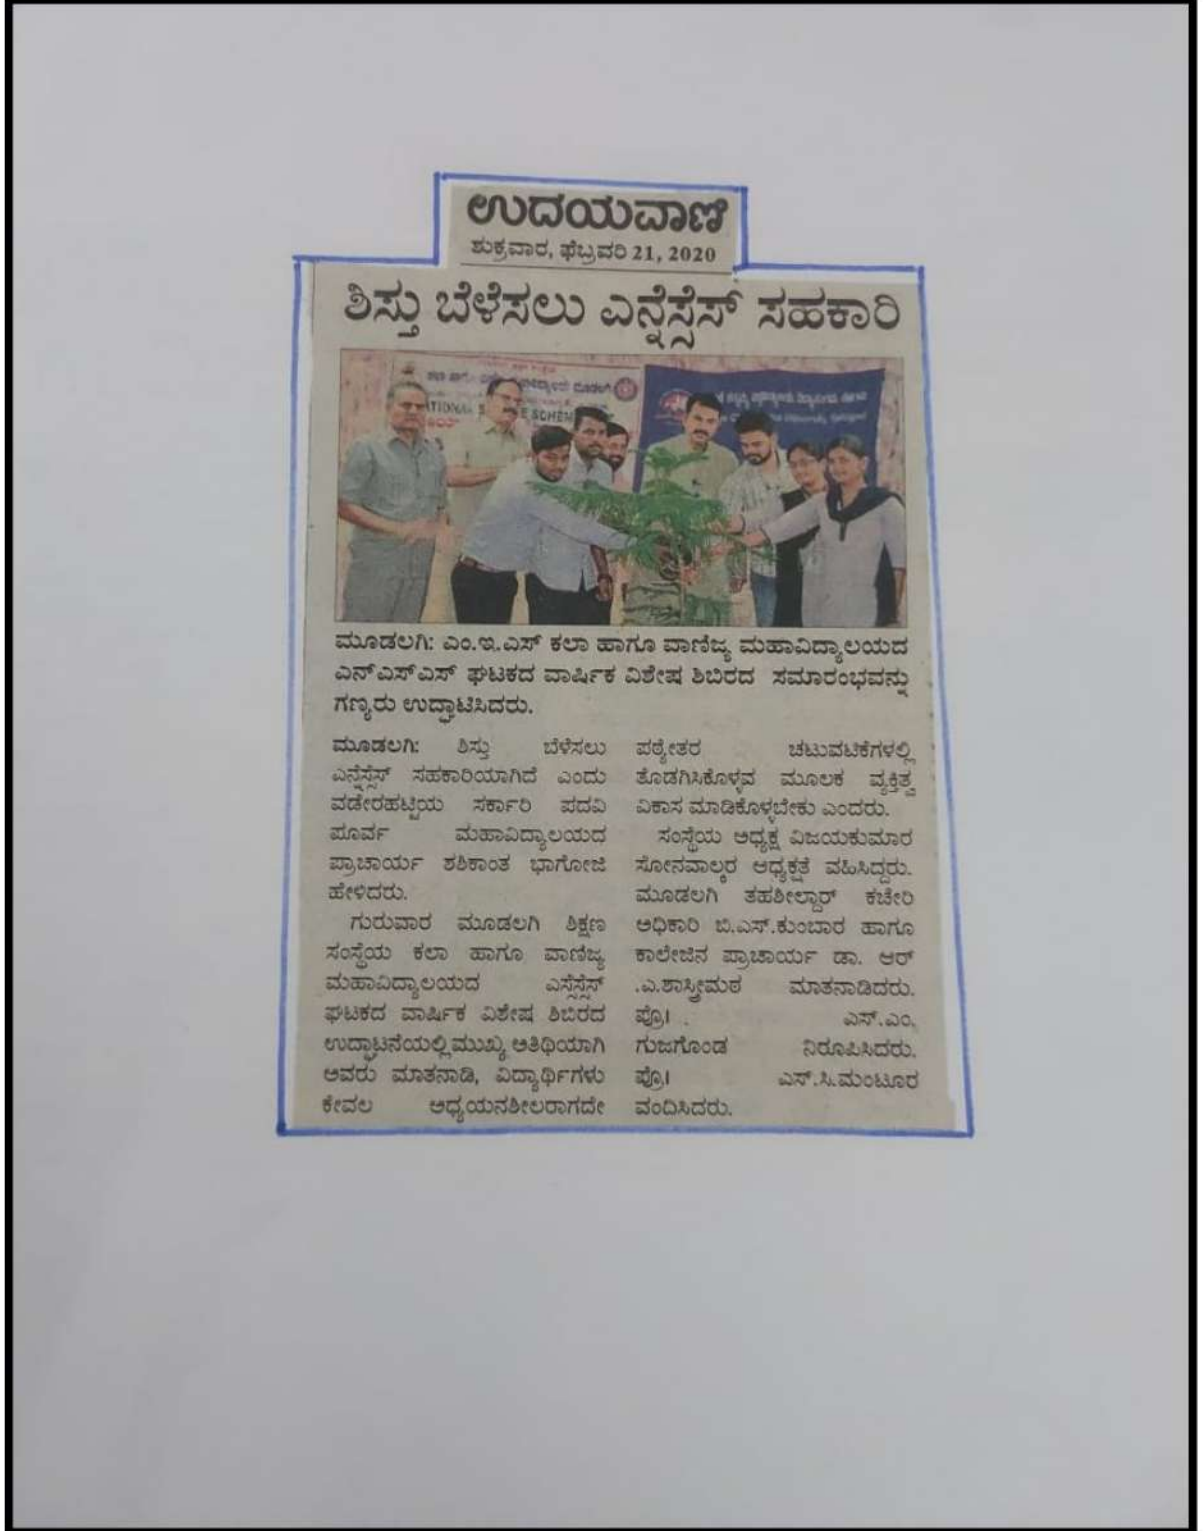 ಉದಯವಾಣಿ
ಶುಕ್ರವಾರ, ಫೆಬ್ರವರಿ 21, 2020
ಶಿಸ್ತು ಬೆಳೆಸಲು ಎನ್ನೆಸ್ಸೆಸ್ ಸಹಕಾರಿ
ಮೂಡಲಗಿ: ಎಂ.ಇ.ಎಸ್ ಕಲಾ ಹಾಗೂ ವಾಣಿಜ್ಯ ಮಹಾವಿದ್ಯಾಲಯದ
ಎನ್‌ಎಸ್‌ಎಸ್ ಘಟಕದ ವಾರ್ಷಿಕ ವಿಶೇಷ ಶಿಬಿರದ ಸಮಾರಂಭವನ್ನು
ಗಣ್ಯರು ಉದ್ಘಾಟಿಸಿದರು.
ಮೂಡಲಗಿ: ಶಿಸ್ತು ಬೆಳೆಸಲು
ಎನ್ನೆಸ್ಸೆಸ್ ಸಹಕಾರಿಯಾಗಿದೆ ಎಂದು
ವಡೇರಹಟ್ಟಿಯ ಸರ್ಕಾರಿ ಪದವಿ
ಪೂರ್ವ ಮಹಾವಿದ್ಯಾಲಯದ
ಪ್ರಾಚಾರ್ಯ ಶಶಿಕಾಂತ ಭಾಗೋಜಿ
ಹೇಳಿದರು.
ಗುರುವಾರ ಮೂಡಲಗಿ ಶಿಕ್ಷಣ
ಸಂಸ್ಥೆಯ ಕಲಾ ಹಾಗೂ ವಾಣಿಜ್ಯ
ಮಹಾವಿದ್ಯಾಲಯದ ಎಸ್ಸೆಸ್ಸೆಸ್
ಘಟಕದ ವಾರ್ಷಿಕ ವಿಶೇಷ ಶಿಬಿರದ
ಉದ್ಘಾಟನೆಯಲ್ಲಿ ಮುಖ್ಯ ಅತಿಥಿಯಾಗಿ
ಅವರು ಮಾತನಾಡಿ, ವಿದ್ಯಾರ್ಥಿಗಳು
ಕೇವಲ ಅಧ್ಯಯನಶೀಲರಾಗದೇ
ಪಠ್ಯೇತರ ಚಟುವಟಿಕೆಗಳಲ್ಲಿ
ತೊಡಗಿಸಿಕೊಳ್ಳವ ಮೂಲಕ ವ್ಯಕ್ತಿತ್ವ
ವಿಕಾಸ ಮಾಡಿಕೊಳ್ಳಬೇಕು ಎಂದರು.
ಸಂಸ್ಥೆಯ ಅಧ್ಯಕ್ಷ ವಿಜಯಕುಮಾರ
ಸೋನವಾಲ್ಕರ ಅಧ್ಯಕ್ಷತೆ ವಹಿಸಿದ್ದರು.
ಮೂಡಲಗಿ ತಹಶೀಲ್ದಾರ್ ಕಚೇರಿ
ಅಧಿಕಾರಿ ಬಿ.ಎಸ್.ಕುಂಬಾರ ಹಾಗೂ
ಕಾಲೇಜಿನ ಪ್ರಾಚಾರ್ಯ ಡಾ. ಆರ್
.ಎ.ಶಾಸ್ತ್ರೀಮಠ ಮಾತನಾಡಿದರು.
ಪ್ರೊ। . ಎಸ್.ಎಂ.
ಗುಜಗೊಂಡ ನಿರೂಪಿಸಿದರು.
ಪ್ರೊ। ಎಸ್.ಸಿ.ಮಂಟೂರ
ವಂದಿಸಿದರು.